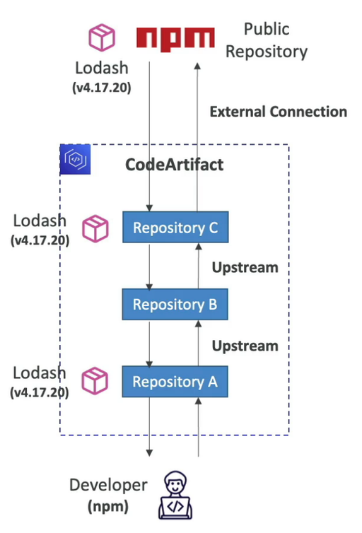 npm
Public
Repository
Lodash
(v4.17.20)
External Connection
CodeArtifact
Lodash
(v4.17.20)
Repository C
Upstream
Repository B
Upstream
Lodash
(v4.17.20)
Repository A
Developer
(npm)